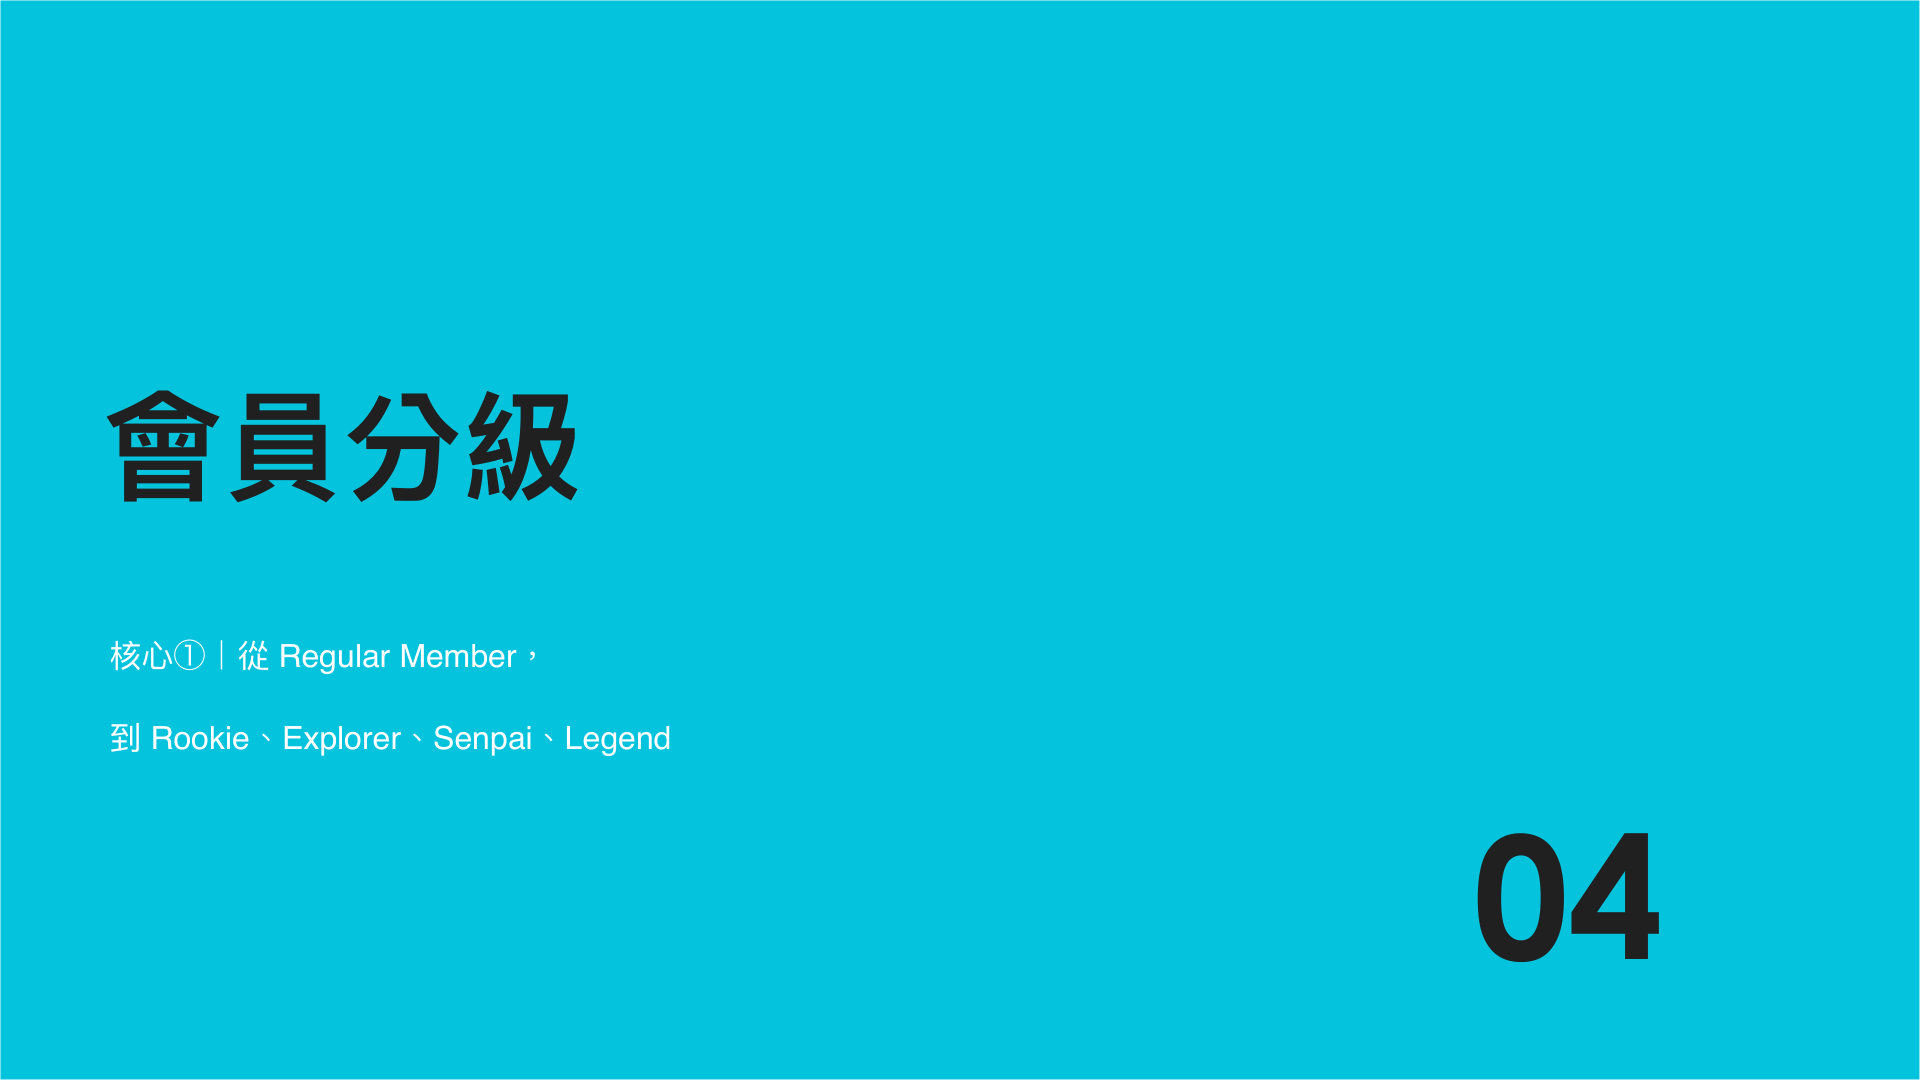 會員分級
核心①｜從 Regular Member，
到 Rookie、Explorer、Senpai、Legend
04